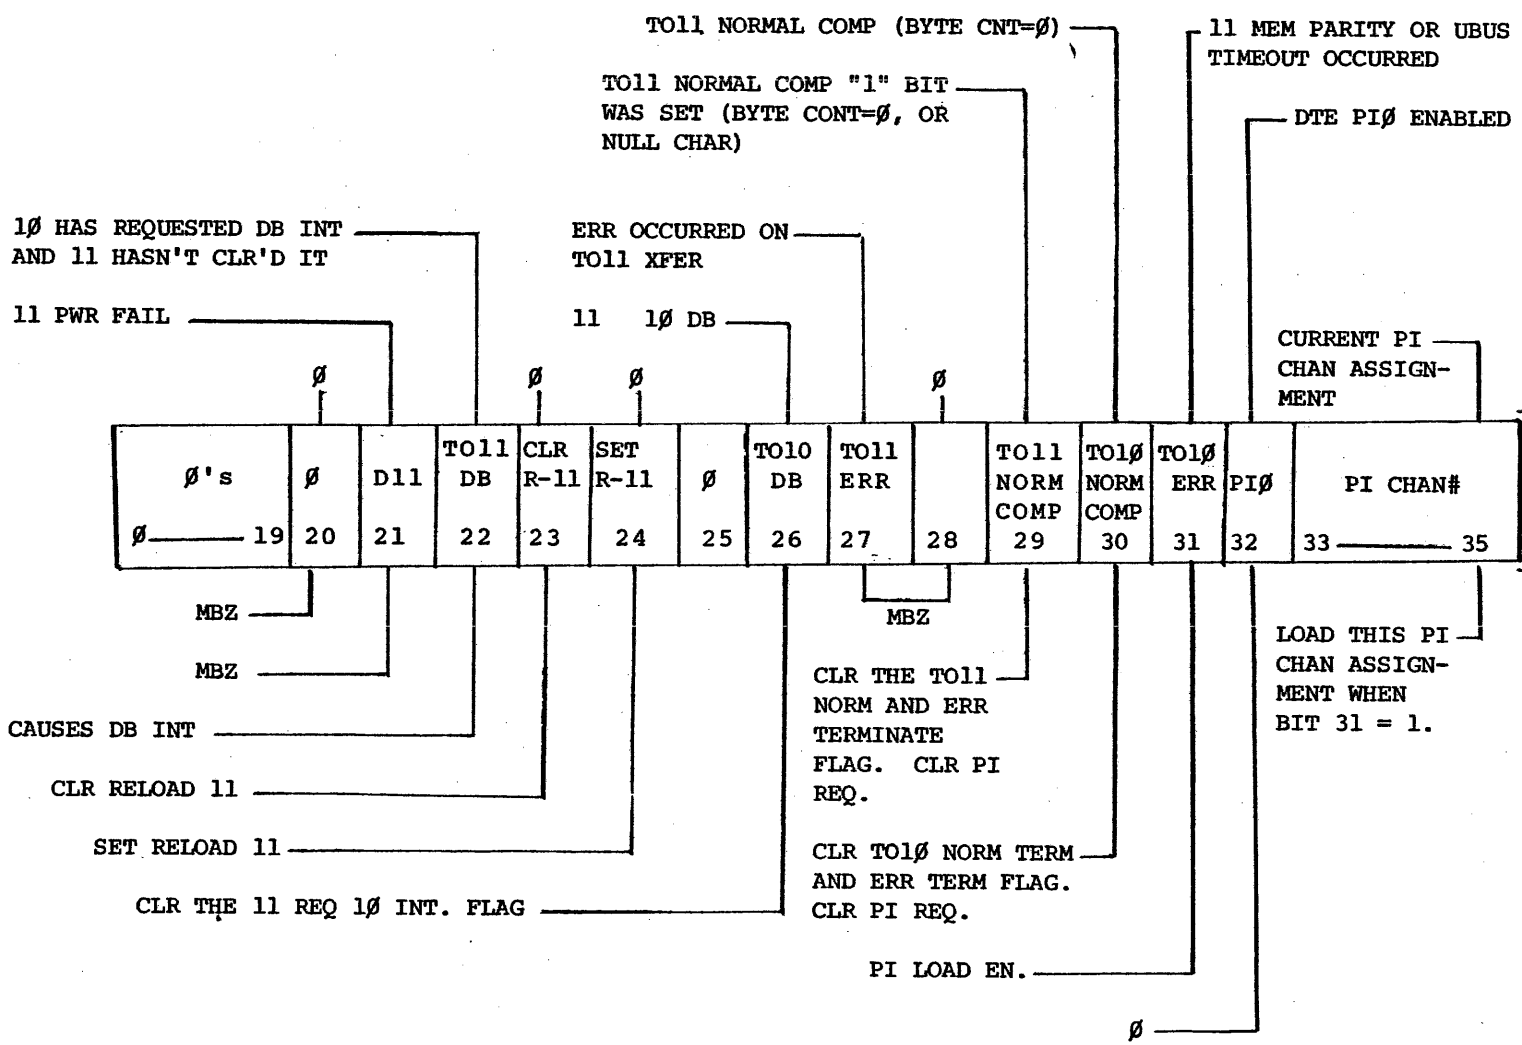 TO11 NORMAL COMP (BYTE CNT=Ø)
11 MEM PARITY OR UBUS
TIMEOUT OCCURRED
TO11 NORMAL COMP "1" BIT
WAS SET (BYTE CONT=Ø, OR
NULL CHAR)
DTE PIØ ENABLED
1Ø HAS REQUESTED DB INT
AND 11 HASN'T CLR'D IT
ERR OCCURRED ON
TO11 XFER
11 PWR FAIL
11 1Ø DB
CURRENT PI
CHAN ASSIGN-
MENT
Ø
Ø
Ø
Ø
Ø's
Ø 19
Ø
20
D11
21
TO11
DB
22
CLR
R-11
23
SET
R-11
24
Ø
25
TO10
DB
26
TO11
ERR
27
28
TO11
NORM
COMP
29
TO1Ø
NORM
COMP
30
TO1Ø
ERR
31
PIØ
32
PI CHAN#
33 35
MBZ
MBZ
MBZ
CAUSES DB INT
CLR RELOAD 11
SET RELOAD 11
CLR THE 11 REQ 1Ø INT. FLAG
CLR THE TO11
NORM AND ERR
TERMINATE
FLAG. CLR PI
REQ.
LOAD THIS PI
CHAN ASSIGN-
MENT WHEN
BIT 31 = 1.
CLR TO1Ø NORM TERM
AND ERR TERM FLAG.
CLR PI REQ.
PI LOAD EN.
Ø